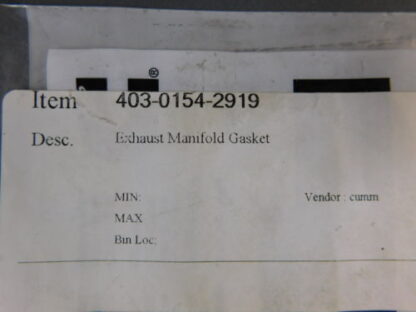 ®
Item 403-0154-2919
Desc. Exhaust Manifold Gasket
MIN: Vendor : cumm
MAX
Bin Loc: